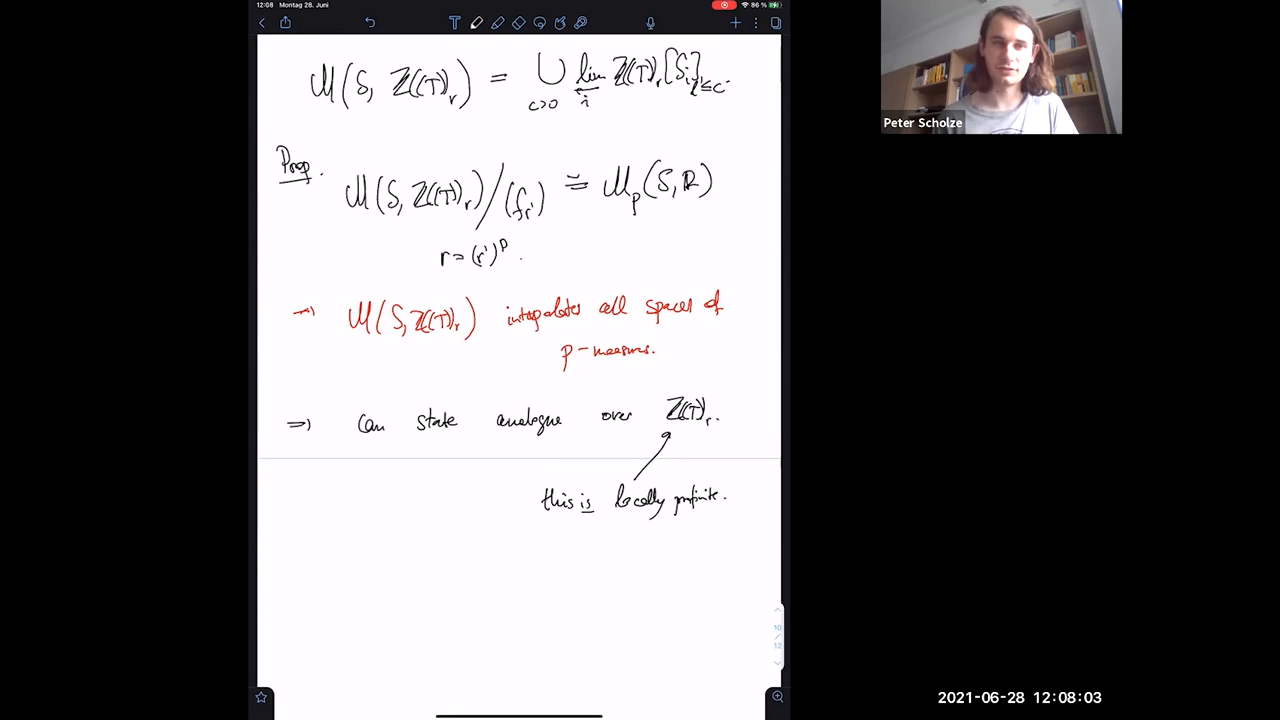 12:08 Montag 28. Juni
86 %
T
M(S, ℤ((T))_r) = ⋃_{c>0} lim_{←i} ℤ((T))_r[S_i]_{≤c}.
Prop.
M(S, ℤ((T))_r)/(f_{r'}) ≅ M_p(S, ℝ)
r = (r')^p.
→ M(S, ℤ((T))_r) interpolates all spaces of
p-measures.
⇒ Can state analogue over ℤ((T))_r.
this is locally profinite.
10
/
12
Peter Scholze
2021-06-28 12:08:03